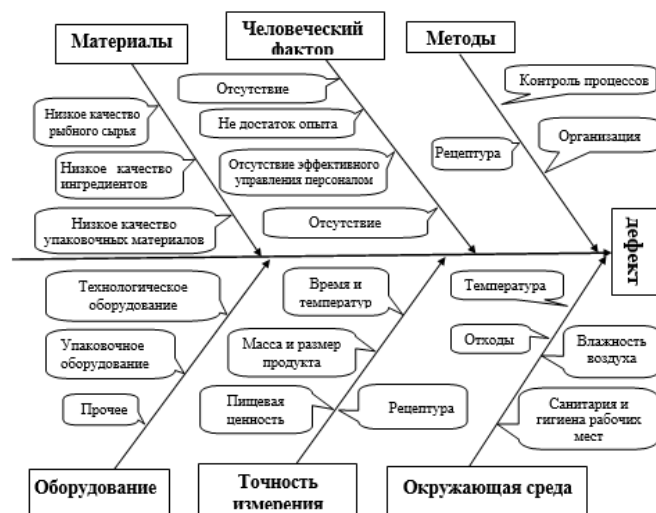 Материалы
Человеческий
фактор
Методы
Низкое качество
рыбного сырья
Низкое качество
ингредиентов
Низкое качество
упаковочных материалов
Отсутствие
Не достаток опыта
Отсутствие эффективного
управления персоналом
Отсутствие
Контроль процессов
Рецептура
Организация
дефект
Технологическое
оборудование
Упаковочное
оборудование
Прочее
Время и
температур
Масса и размер
продукта
Пищевая
ценность
Рецептура
Температура
Отходы
Влажность
воздуха
Санитария и
гигиена рабочих
мест
Оборудование
Точность
измерения
Окружающая среда